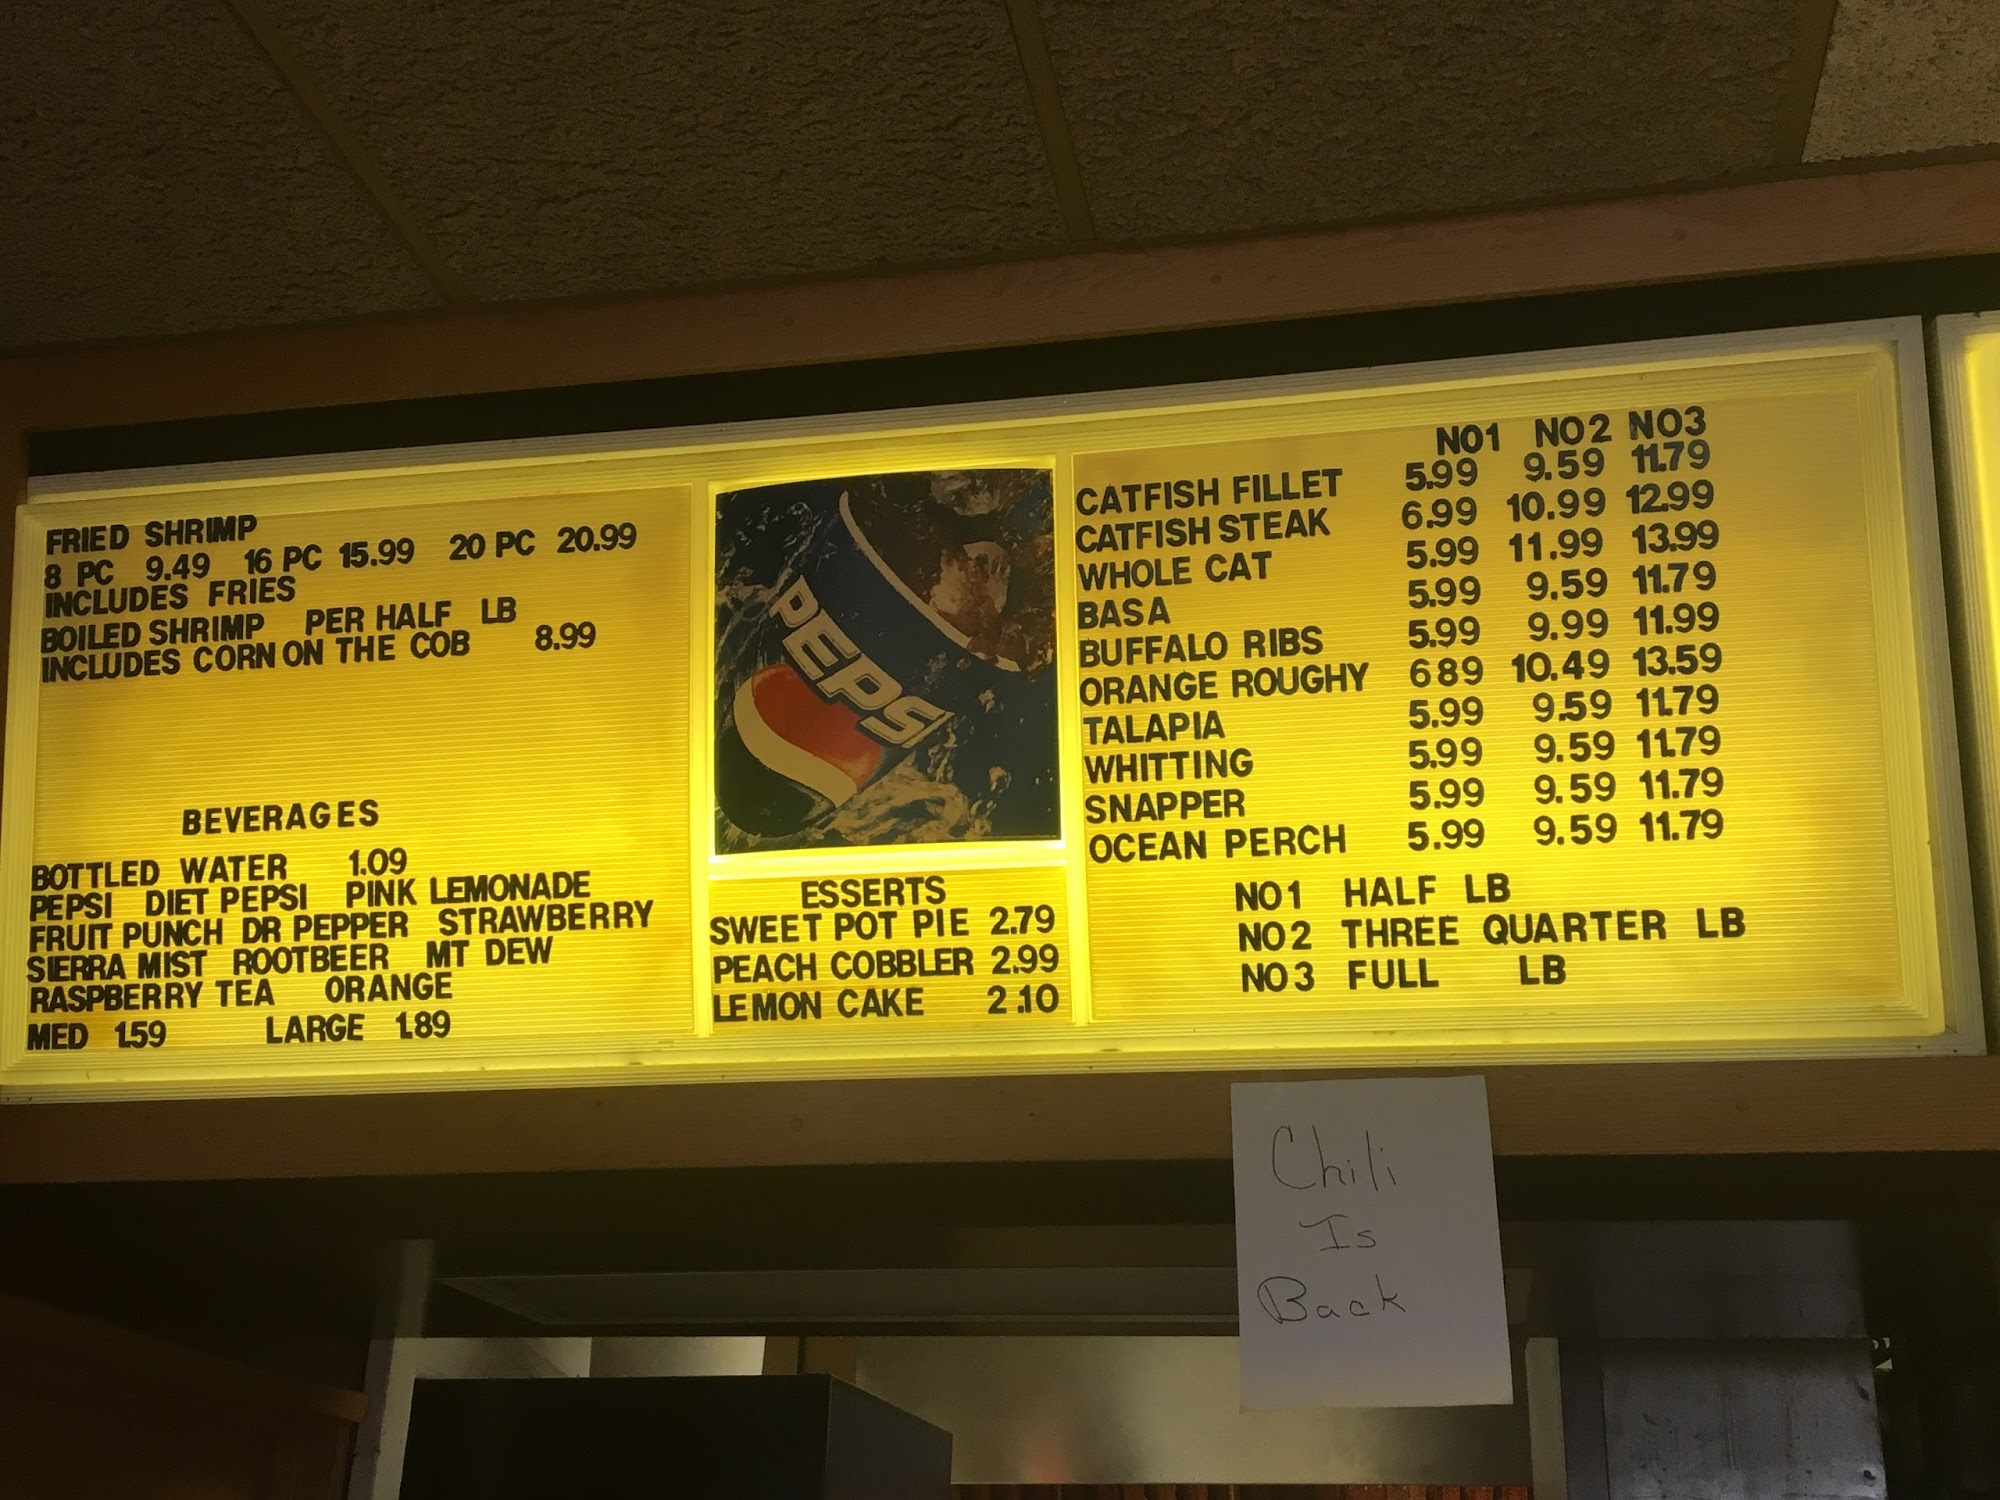 FRIED SHRIMP
8 PC 9.49 16 PC 15.99 20 PC 20.99
INCLUDES FRIES
BOILED SHRIMP PER HALF LB
INCLUDES CORN ON THE COB 8.99
BEVERAGES
BOTTLED WATER 1.09
PEPSI DIET PEPSI PINK LEMONADE
FRUIT PUNCH DR PEPPER STRAWBERRY
SIERRA MIST ROOTBEER MT DEW
RASPBERRY TEA ORANGE
MED 1.59 LARGE 1.89
PEPSI
ESSERTS
SWEET POT PIE 2.79
PEACH COBBLER 2.99
LEMON CAKE 2.10
NO1 NO2 NO3
CATFISH FILLET 5.99 9.59 11.79
CATFISH STEAK 6.99 10.99 12.99
WHOLE CAT 5.99 11.99 13.99
BASA 5.99 9.59 11.79
BUFFALO RIBS 5.99 9.99 11.99
ORANGE ROUGHY 6 89 10.49 13.59
TALAPIA 5.99 9.59 11.79
WHITTING 5.99 9.59 11.79
SNAPPER 5.99 9.59 11.79
OCEAN PERCH 5.99 9.59 11.79
NO1 HALF LB
NO2 THREE QUARTER LB
NO3 FULL LB
Chili
Is
Back